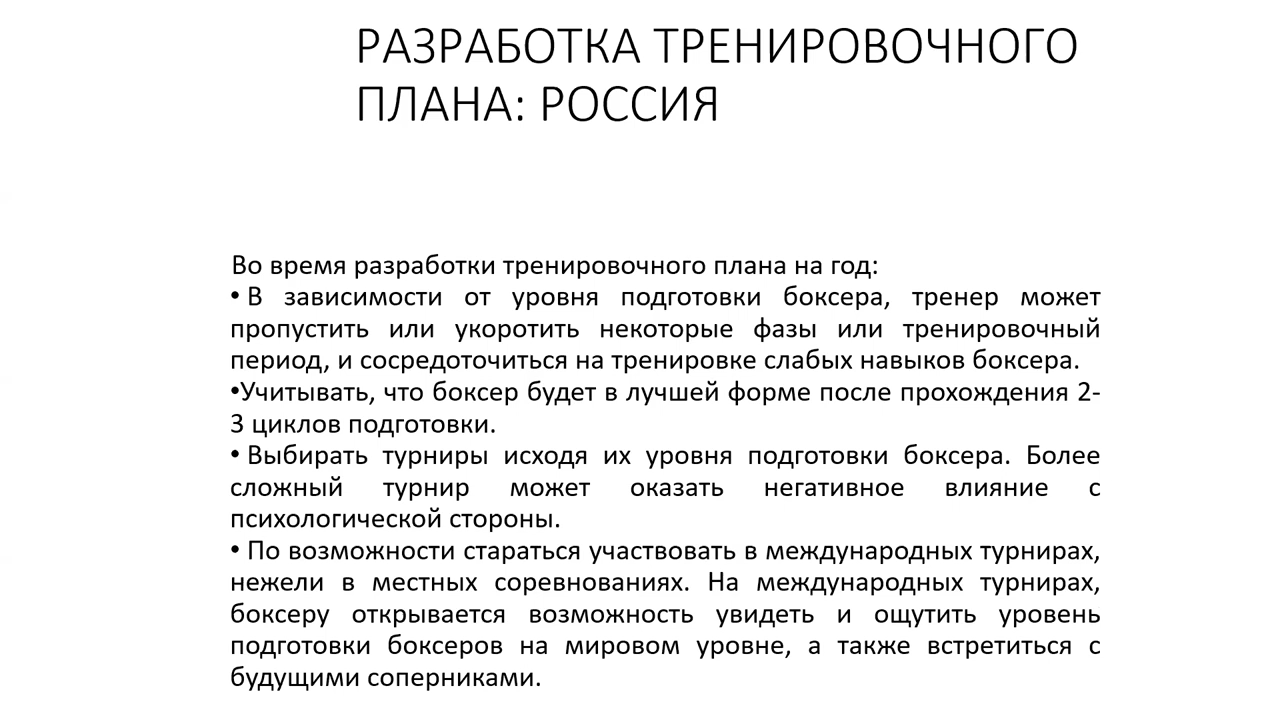 РАЗРАБОТКА ТРЕНИРОВОЧНОГО
ПЛАНА: РОССИЯ
Во время разработки тренировочного плана на год:
• В зависимости от уровня подготовки боксера, тренер может
пропустить или укоротить некоторые фазы или тренировочный
период, и сосредоточиться на тренировке слабых навыков боксера.
•Учитывать, что боксер будет в лучшей форме после прохождения 2-
3 циклов подготовки.
• Выбирать турниры исходя их уровня подготовки боксера. Более
сложный турнир может оказать негативное влияние с
психологической стороны.
• По возможности стараться участвовать в международных турнирах,
нежели в местных соревнованиях. На международных турнирах,
боксеру открывается возможность увидеть и ощутить уровень
подготовки боксеров на мировом уровне, а также встретиться с
будущими соперниками.